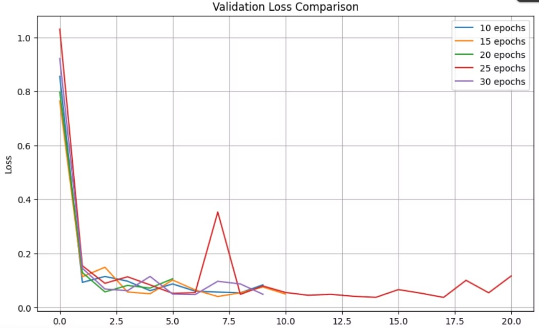 Validation Loss Comparison
10 epochs
15 epochs
20 epochs
25 epochs
30 epochs
Loss
1.0
0.8
0.6
0.4
0.2
0.0
0.0 2.5 5.0 7.5 10.0 12.5 15.0 17.5 20.0